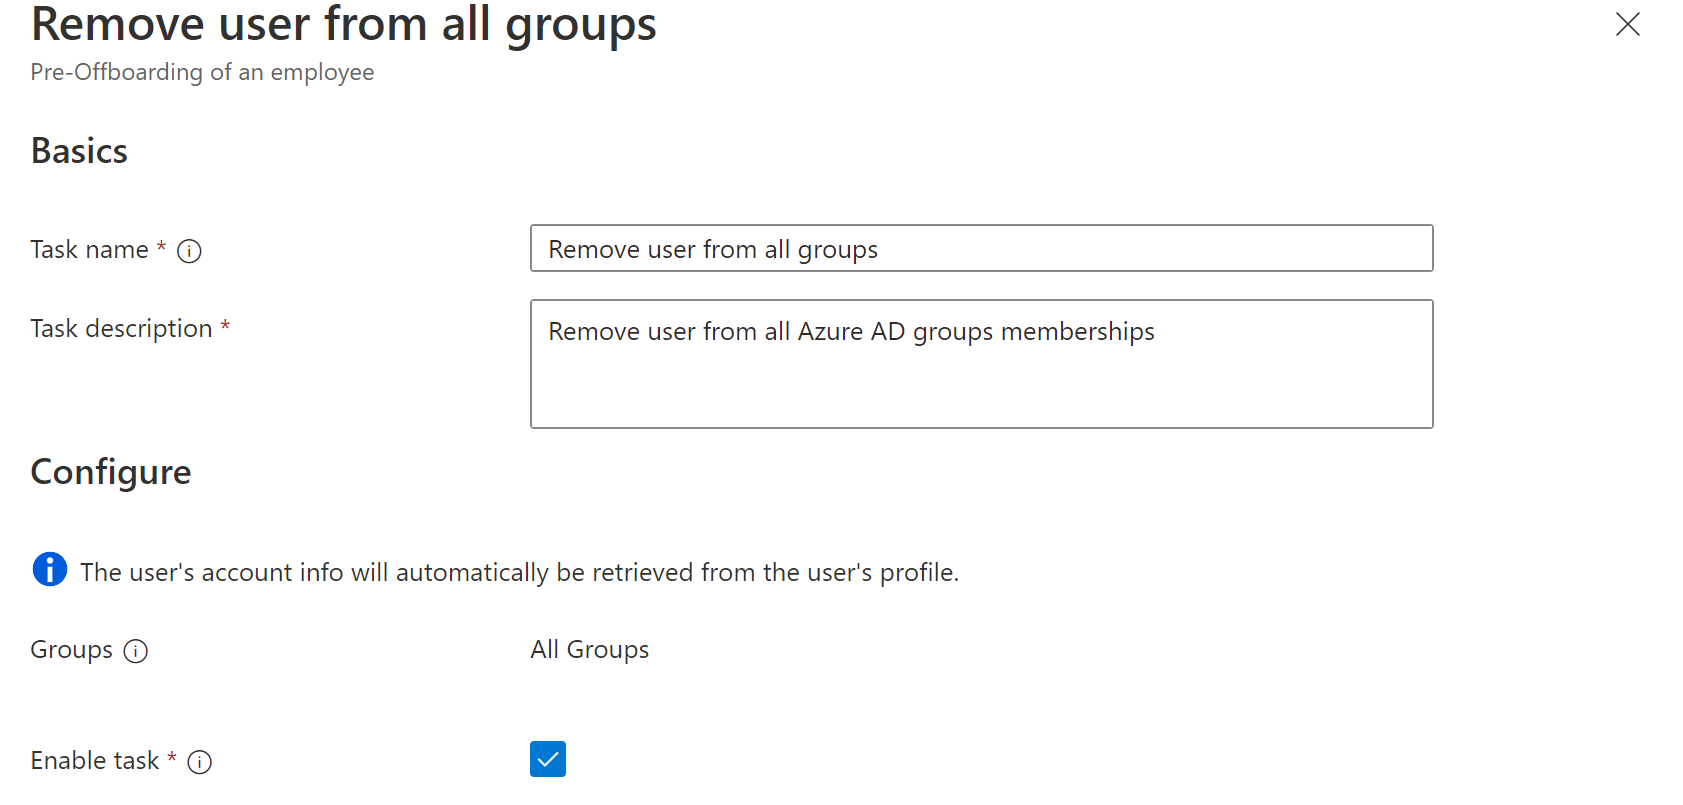 Remove user from all groups
Pre-Offboarding of an employee
Basics
Task name *
Remove user from all groups
Task description *
Remove user from all Azure AD groups memberships
Configure
The user's account info will automatically be retrieved from the user's profile.
Groups
All Groups
Enable task *